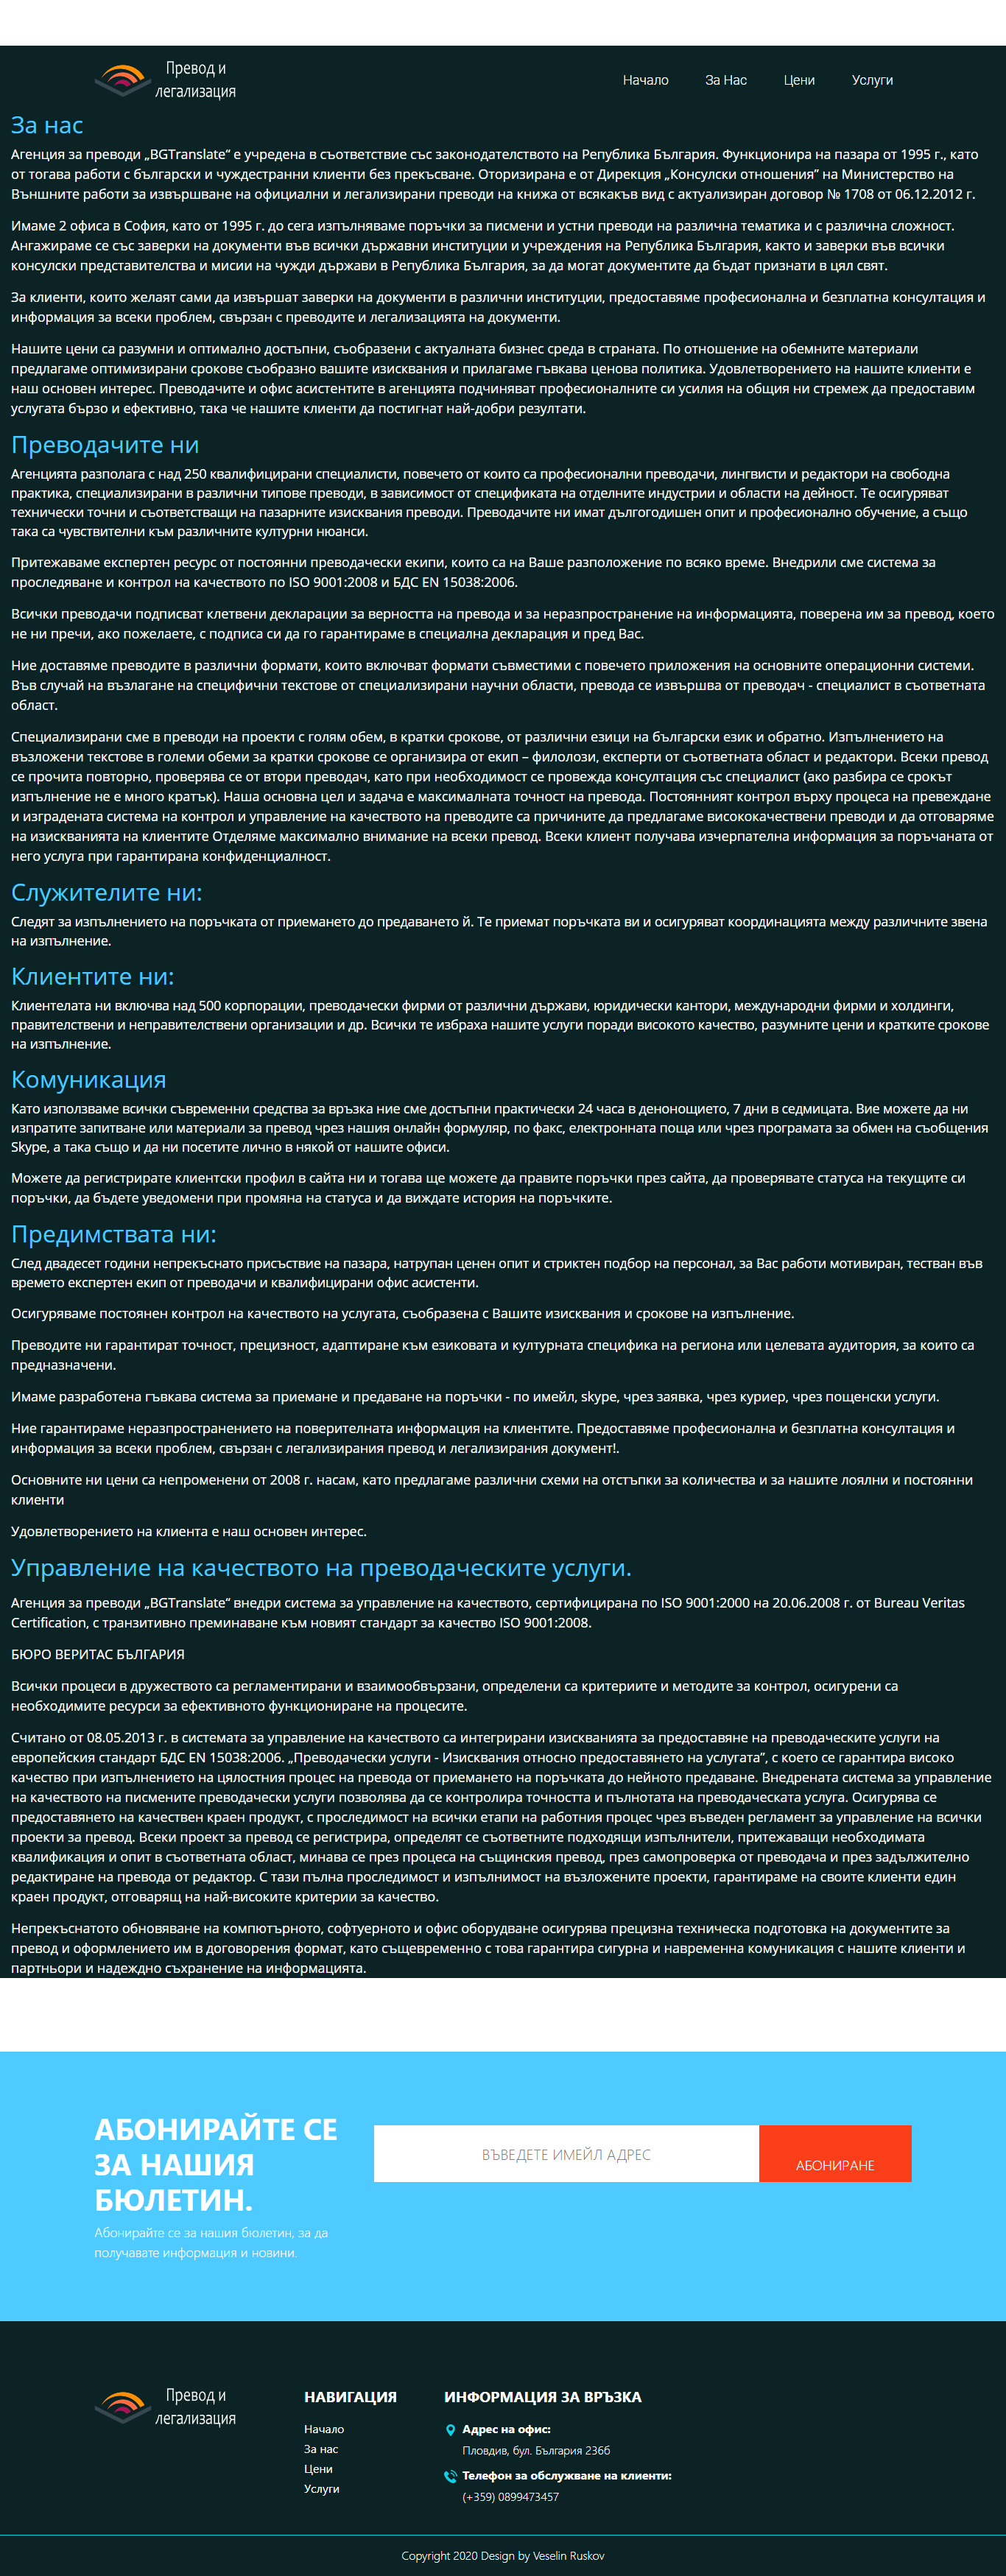 Превод и
легализация
Начало За Нас Цени Услуги
За нас
Агенция за преводи „BGTranslate“ е учредена в съответствие със законодателството на Република България. Функционира на пазара от 1995 г., като
от тогава работи с български и чуждестранни клиенти без прекъсване. Оторизирана е от Дирекция „Консулски отношения” на Министерство на
Външните работи за извършване на официални и легализирани преводи на книжа от всякакъв вид с актуализиран договор № 1708 от 06.12.2012 г.
Имаме 2 офиса в София, като от 1995 г. до сега изпълняваме поръчки за писмени и устни преводи на различна тематика и с различна сложност.
Ангажираме се със заверки на документи във всички държавни институции и учреждения на Република България, както и заверки във всички
консулски представителства и мисии на чужди държави в Република България, за да могат документите да бъдат признати в цял свят.
За клиенти, които желаят сами да извършат заверки на документи в различни институции, предоставяме професионална и безплатна консултация и
информация за всеки проблем, свързан с преводите и легализацията на документи.
Нашите цени са разумни и оптимално достъпни, съобразени с актуалната бизнес среда в страната. По отношение на обемните материали
предлагаме оптимизирани срокове съобразно вашите изисквания и прилагаме гъвкава ценова политика. Удовлетворението на нашите клиенти е
наш основен интерес. Преводачите и офис асистентите в агенцията подчиняват професионалните си усилия на общия ни стремеж да предоставим
услугата бързо и ефективно, така че нашите клиенти да постигнат най-добри резултати.
Преводачите ни
Агенцията разполага с над 250 квалифицирани специалисти, повечето от които са професионални преводачи, лингвисти и редактори на свободна
практика, специализирани в различни типове преводи, в зависимост от спецификата на отделните индустрии и области на дейност. Те осигуряват
технически точни и съответстващи на пазарните изисквания преводи. Преводачите ни имат дългогодишен опит и професионално обучение, а също
така са чувствителни към различните културни нюанси.
Притежаваме експертен ресурс от постоянни преводачески екипи, които са на Ваше разположение по всяко време. Внедрили сме система за
проследяване и контрол на качеството по ISO 9001:2008 и БДС EN 15038:2006.
Всички преводачи подписват клетвени декларации за верността на превода и за неразпространение на информацията, поверена им за превод, което
не ни пречи, ако пожелаете, с подписа си да го гарантираме в специална декларация и пред Вас.
Ние доставяме преводите в различни формати, които включват формати съвместими с повечето приложения на основните операционни системи.
Във случай на възлагане на специфични текстове от специализирани научни области, превода се извършва от преводач - специалист в съответната
област.
Специализирани сме в преводи на проекти с голям обем, в кратки срокове, от различни езици на български език и обратно. Изпълнението на
възложени текстове в големи обеми за кратки срокове се организира от екип – филолози, експерти от съответната област и редактори. Всеки превод
се прочита повторно, проверява се от втори преводач, като при необходимост се провежда консултация със специалист (ако разбира се срокът
изпълнение не е много кратък). Наша основна цел и задача е максималната точност на превода. Постоянният контрол върху процеса на превеждане
и изградената система на контрол и управление на качеството на преводите са причините да предлагаме висококачествени преводи и да отговаряме
на изискванията на клиентите Отделяме максимално внимание на всеки превод. Всеки клиент получава изчерпателна информация за поръчаната от
него услуга при гарантирана конфиденциалност.
Служителите ни:
Следят за изпълнението на поръчката от приемането до предаването й. Те приемат поръчката ви и осигуряват координацията между различните звена
на изпълнение.
Клиентите ни:
Клиентелата ни включва над 500 корпорации, преводачески фирми от различни държави, юридически кантори, международни фирми и холдинги,
правителствени и неправителствени организации и др. Всички те избраха нашите услуги поради високото качество, разумните цени и кратките срокове
на изпълнение.
Комуникация
Като използваме всички съвременни средства за връзка ние сме достъпни практически 24 часа в денонощието, 7 дни в седмицата. Вие можете да ни
изпратите запитване или материали за превод чрез нашия онлайн формуляр, по факс, електронната поща или чрез програмата за обмен на съобщения
Skype, а така също и да ни посетите лично в някой от нашите офиси.
Можете да регистрирате клиентски профил в сайта ни и тогава ще можете да правите поръчки през сайта, да проверявате статуса на текущите си
поръчки, да бъдете уведомени при промяна на статуса и да виждате история на поръчките.
Предимствата ни:
След двадесет години непрекъснато присъствие на пазара, натрупан ценен опит и стриктен подбор на персонал, за Вас работи мотивиран, тестван във
времето експертен екип от преводачи и квалифицирани офис асистенти.
Осигуряваме постоянен контрол на качеството на услугата, съобразена с Вашите изисквания и срокове на изпълнение.
Преводите ни гарантират точност, прецизност, адаптиране към езиковата и културната специфика на региона или целевата аудитория, за които са
предназначени.
Имаме разработена гъвкава система за приемане и предаване на поръчки - по имейл, skype, чрез заявка, чрез куриер, чрез пощенски услуги.
Ние гарантираме неразпространението на поверителната информация на клиентите. Предоставяме професионална и безплатна консултация и
информация за всеки проблем, свързан с легализирания превод и легализирания документ!.
Основните ни цени са непроменени от 2008 г. насам, като предлагаме различни схеми на отстъпки за количества и за нашите лоялни и постоянни
клиенти
Удовлетворението на клиента е наш основен интерес.
Управление на качеството на преводаческите услуги.
Агенция за преводи „BGTranslate“ внедри система за управление на качеството, сертифицирана по ISO 9001:2000 на 20.06.2008 г. от Bureau Veritas
Certification, с транзитивно преминаване към новият стандарт за качество ISO 9001:2008.
БЮРО ВЕРИТАС БЪЛГАРИЯ
Всички процеси в дружеството са регламентирани и взаимообвързани, определени са критериите и методите за контрол, осигурени са
необходимите ресурси за ефективното функциониране на процесите.
Считано от 08.05.2013 г. в системата за управление на качеството са интегрирани изискванията за предоставяне на преводаческите услуги на
европейския стандарт БДС EN 15038:2006. „Преводачески услуги - Изисквания относно предоставянето на услугата”, с което се гарантира високо
качество при изпълнението на цялостния процес на превода от приемането на поръчката до нейното предаване. Внедрената система за управление
на качеството на писмените преводачески услуги позволява да се контролира точността и пълнотата на преводаческата услуга. Осигурява се
предоставянето на качествен краен продукт, с проследимост на всички етапи на работния процес чрез въведен регламент за управление на всички
проекти за превод. Всеки проект за превод се регистрира, определят се съответните подходящи изпълнители, притежаващи необходимата
квалификация и опит в съответната област, минава се през процеса на същинския превод, през самопроверка от преводача и през задължително
редактиране на превода от редактор. С тази пълна проследимост и изпълнимост на възложените проекти, гарантираме на своите клиенти един
краен продукт, отговарящ на най-високите критерии за качество.
Непрекъснатото обновяване на компютърното, софтуерното и офис оборудване осигурява прецизна техническа подготовка на документите за
превод и оформлението им в договорения формат, като същевременно с това гарантира сигурна и навременна комуникация с нашите клиенти и
партньори и надеждно съхранение на информацията.
АБОНИРАЙТЕ СЕ
ЗА НАШИЯ
БЮЛЕТИН.
Абонирайте се за нашия бюлетин, за да
получавате информация и новини.
ВЪВЕДЕТЕ ИМЕЙЛ АДРЕС
АБОНИРАНЕ
Превод и
легализация
НАВИГАЦИЯ
Начало
За нас
Цени
Услуги
ИНФОРМАЦИЯ ЗА ВРЪЗКА
Адрес на офис:
Пловдив, бул. България 236б
Телефон за обслужване на клиенти:
(+359) 0899473457
Copyright 2020 Design by Veselin Ruskov